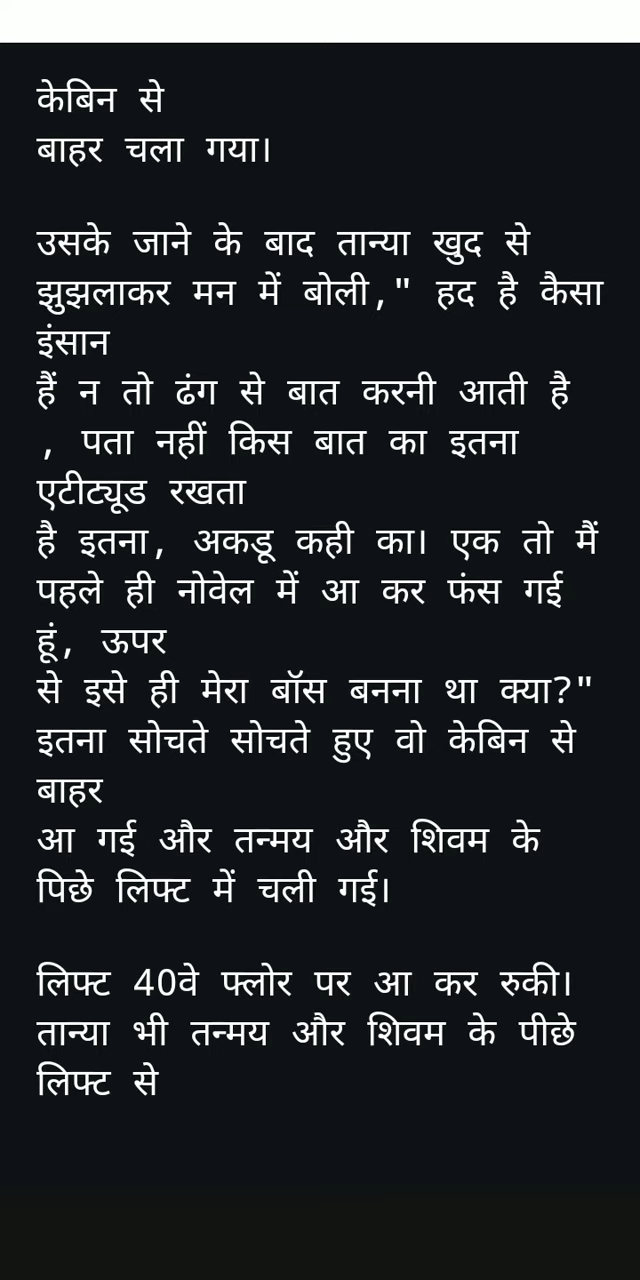 केबिन से
बाहर चला गया।
उसके जाने के बाद तान्या खुद से
झुझलाकर मन में बोली," हद है कैसा
इंसान
हैं न तो ढंग से बात करनी आती है
, पता नहीं किस बात का इतना
एटीट्यूड रखता
है इतना, अकडू कही का। एक तो मैं
पहले ही नोवेल में आ कर फंस गई
हूं, ऊपर
से इसे ही मेरा बॉस बनना था क्या?"
इतना सोचते सोचते हुए वो केबिन से
बाहर
आ गई और तन्मय और शिवम के
पिछे लिफ्ट में चली गई।
लिफ्ट 40वे फ्लोर पर आ कर रुकी।
तान्या भी तन्मय और शिवम के पीछे
लिफ्ट से